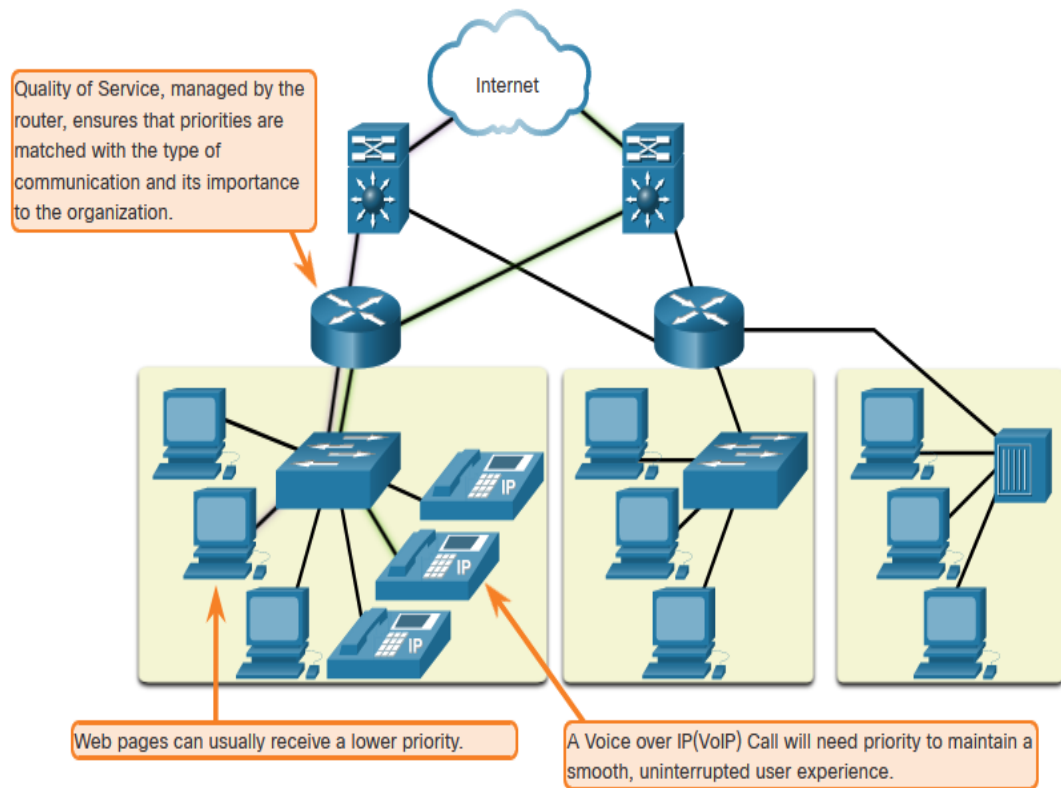 Internet
Quality of Service, managed by the
router, ensures that priorities are
matched with the type of
communication and its importance
to the organization.
IP
IP
IP
Web pages can usually receive a lower priority.
A Voice over IP(VoIP) Call will need priority to maintain a
smooth, uninterrupted user experience.